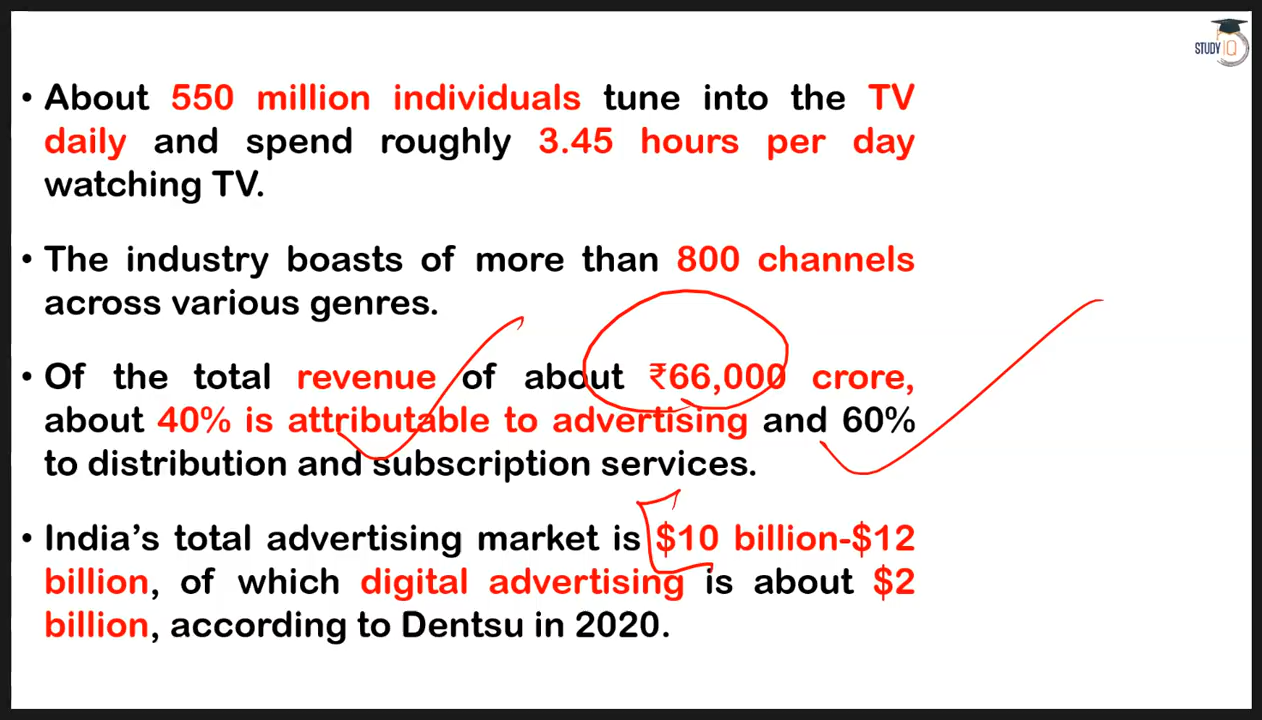 STUDY IQ
• About 550 million individuals tune into the TV
daily and spend roughly 3.45 hours per day
watching TV.
• The industry boasts of more than 800 channels
across various genres.
• Of the total revenue of about ₹66,000 crore,
about 40% is attributable to advertising and 60%
to distribution and subscription services.
• India’s total advertising market is $10 billion-$12
billion, of which digital advertising is about $2
billion, according to Dentsu in 2020.